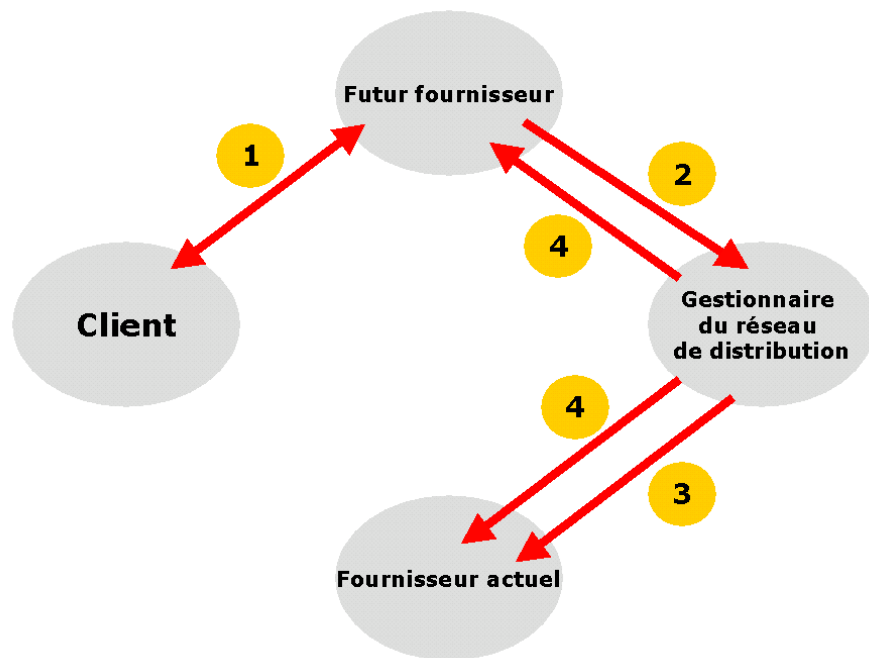 Futur fournisseur
1
2
4
Client
Gestionnaire
du réseau
de distribution
4
3
Fournisseur actuel